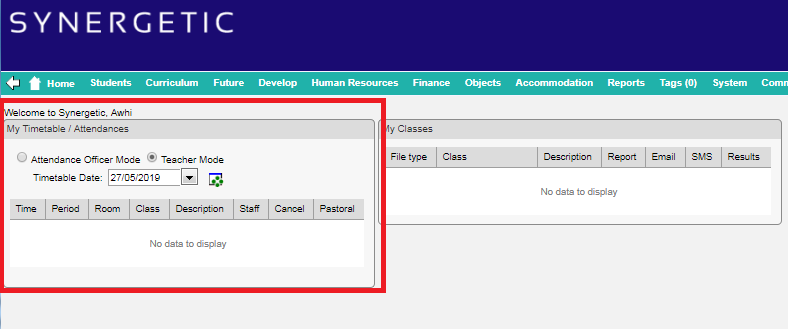 SYNERGETIC
Home Students Curriculum Future Develop Human Resources Finance Objects Accommodation Reports Tags (0) System Comm
Welcome to Synergetic, Awhi
My Timetable / Attendances
Attendance Officer Mode Teacher Mode
Timetable Date: 27/05/2019
Time Period Room Class Description Staff Cancel Pastoral
No data to display
My Classes
File type Class Description Report Email SMS Results
No data to display